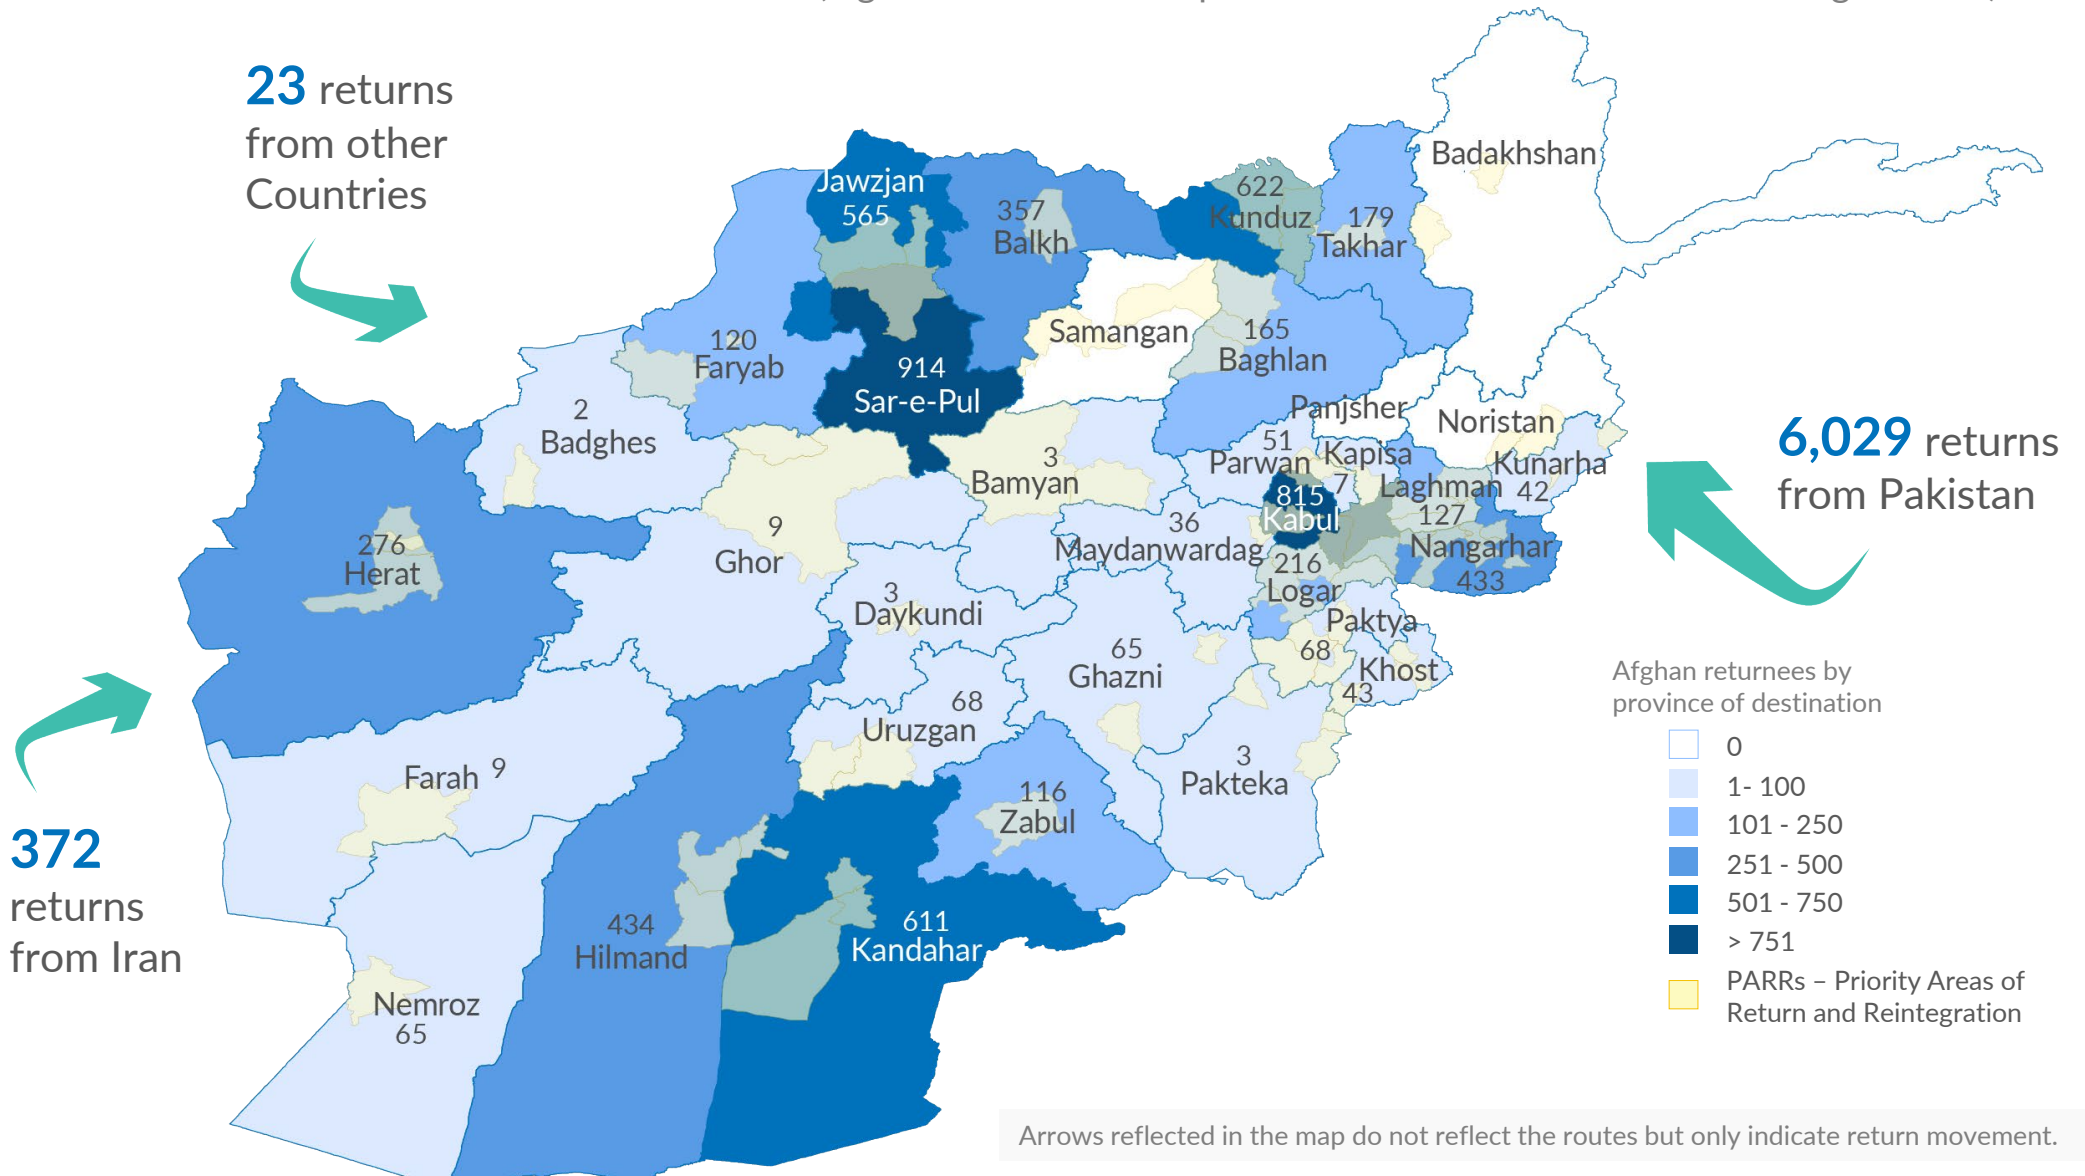 23 returns
from other
Countries
372
returns
from Iran
6,029 returns
from Pakistan
Jawzjan
565
357
Balkh
622
Kunduz
179
Takhar
Badakhshan
120
Faryab
914
Sar-e-Pul
Samangan
165
Baghlan
2
Badghes
Panjsher
Noristan
51
Parwan
Kapisa
7
Kunarha
42
Laghman
127
3
Bamyan
815
Kabul
36
Maydanwardag
Nangarhar
433
276
Herat
9
Ghor
216
Logar
3
Daykundi
Paktya
68
65
Ghazni
Khost
43
68
Uruzgan
Farah 9
3
Pakteka
116
Zabul
434
Hilmand
611
Kandahar
Nemroz
65
Afghan returnees by
province of destination
0
1- 100
101 - 250
251 - 500
501 - 750
> 751
PARRs – Priority Areas of
Return and Reintegration
Arrows reflected in the map do not reflect the routes but only indicate return movement.